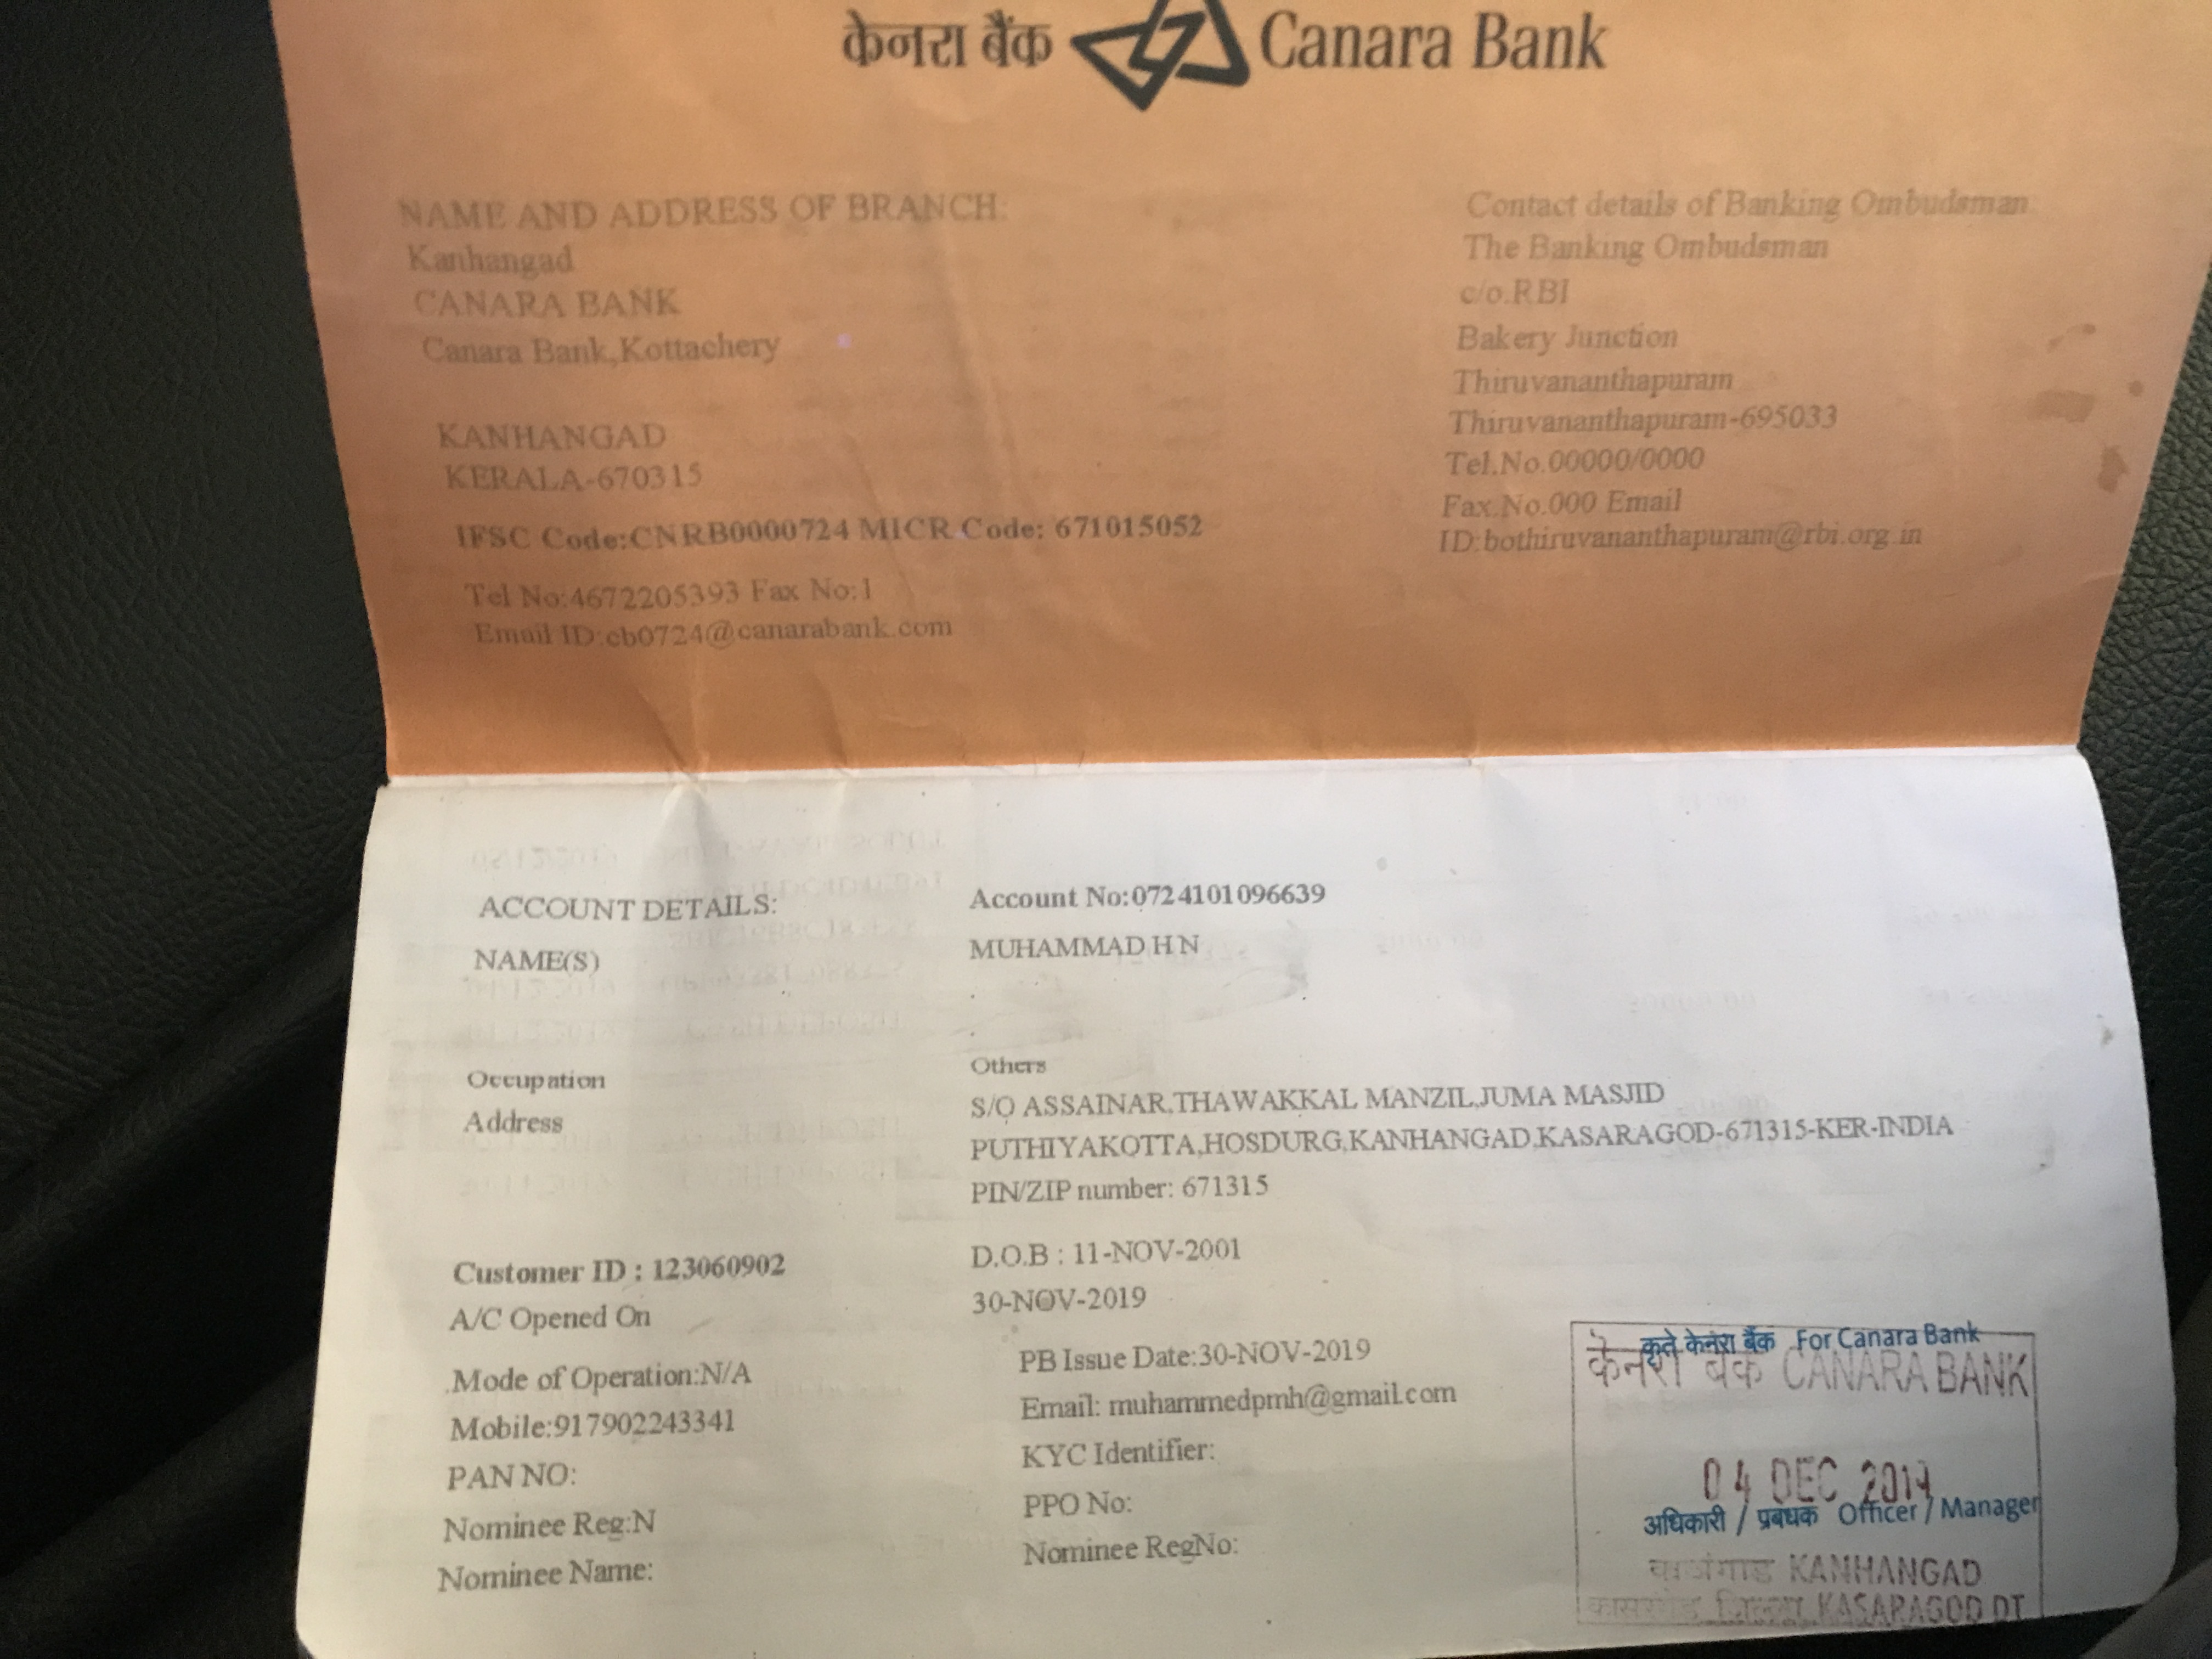 केनरा बैंक Canara Bank
NAME AND ADDRESS OF BRANCH:
Kanhangad
CANARA BANK
Canara Bank,Kottachery
KANHANGAD
KERALA-670315
IFSC Code:CNRB0000724 MICR Code: 671015052
Tel No:4672205393 Fax No:1
Email ID:cb0724@canarabank.com
Contact details of Banking Ombudsman
The Banking Ombudsman
c/o.RBI
Bakery Junction
Thiruvananthapuram
Thiruvananthapuram-695033
Tel.No.00000/0000
Fax.No.000 Email
ID:bothiruvananthapuram@rbi.org.in
ACCOUNT DETAILS: Account No:0724101096639
NAME(S) MUHAMMAD H N
Occupation Others
Address S/O ASSAINAR,THAWAKKAL MANZIL,JUMA MASJID
PUTHIYAKOTTA,HOSDURG,KANHANGAD,KASARAGOD-671315-KER-INDIA
PIN/ZIP number: 671315
Customer ID : 123060902 D.O.B : 11-NOV-2001
A/C Opened On 30-NOV-2019
Mode of Operation:N/A PB Issue Date:30-NOV-2019
Mobile:917902243341 Email: muhammedpmh@gmail.com
PAN NO: KYC Identifier:
Nominee Reg:N PPO No:
Nominee Name: Nominee RegNo:
कृते केनरा बैंक For Canara Bank
केनरा बैंक CANARA BANK
04 DEC 2019
अधिकारी / प्रबंधक Officer / Manager
KANHANGAD
KASARAGOD DT